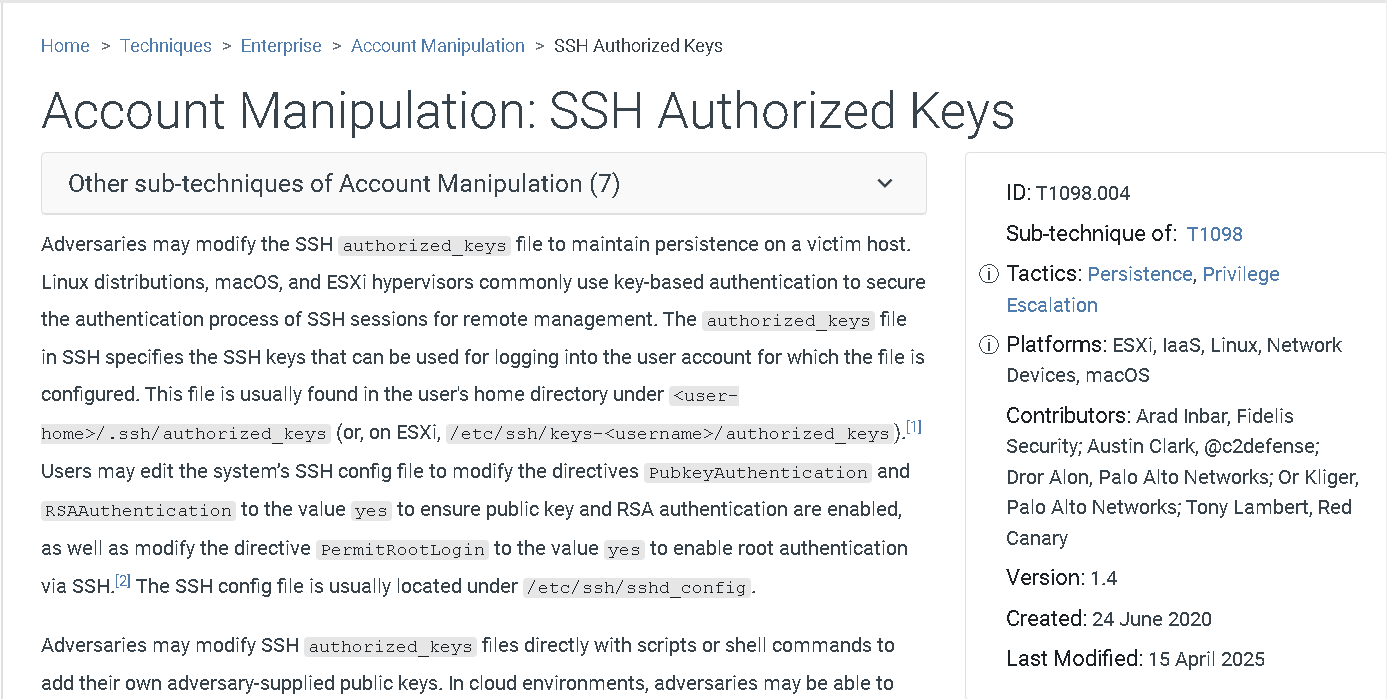 Home > Techniques > Enterprise > Account Manipulation > SSH Authorized Keys
Account Manipulation: SSH Authorized Keys
Other sub-techniques of Account Manipulation (7)
Adversaries may modify the SSH authorized_keys file to maintain persistence on a victim host.
Linux distributions, macOS, and ESXi hypervisors commonly use key-based authentication to secure
the authentication process of SSH sessions for remote management. The authorized_keys file
in SSH specifies the SSH keys that can be used for logging into the user account for which the file is
configured. This file is usually found in the user's home directory under <user-
home>/.ssh/authorized_keys (or, on ESXi, /etc/ssh/keys-<username>/authorized_keys).[1]
Users may edit the system’s SSH config file to modify the directives PubkeyAuthentication and
RSAAuthentication to the value yes to ensure public key and RSA authentication are enabled,
as well as modify the directive PermitRootLogin to the value yes to enable root authentication
via SSH.[2] The SSH config file is usually located under /etc/ssh/sshd_config.
Adversaries may modify SSH authorized_keys files directly with scripts or shell commands to
add their own adversary-supplied public keys. In cloud environments, adversaries may be able to
ID: T1098.004
Sub-technique of: T1098
Tactics: Persistence, Privilege
Escalation
Platforms: ESXi, IaaS, Linux, Network
Devices, macOS
Contributors: Arad Inbar, Fidelis
Security; Austin Clark, @c2defense;
Dror Alon, Palo Alto Networks; Or Kliger,
Palo Alto Networks; Tony Lambert, Red
Canary
Version: 1.4
Created: 24 June 2020
Last Modified: 15 April 2025